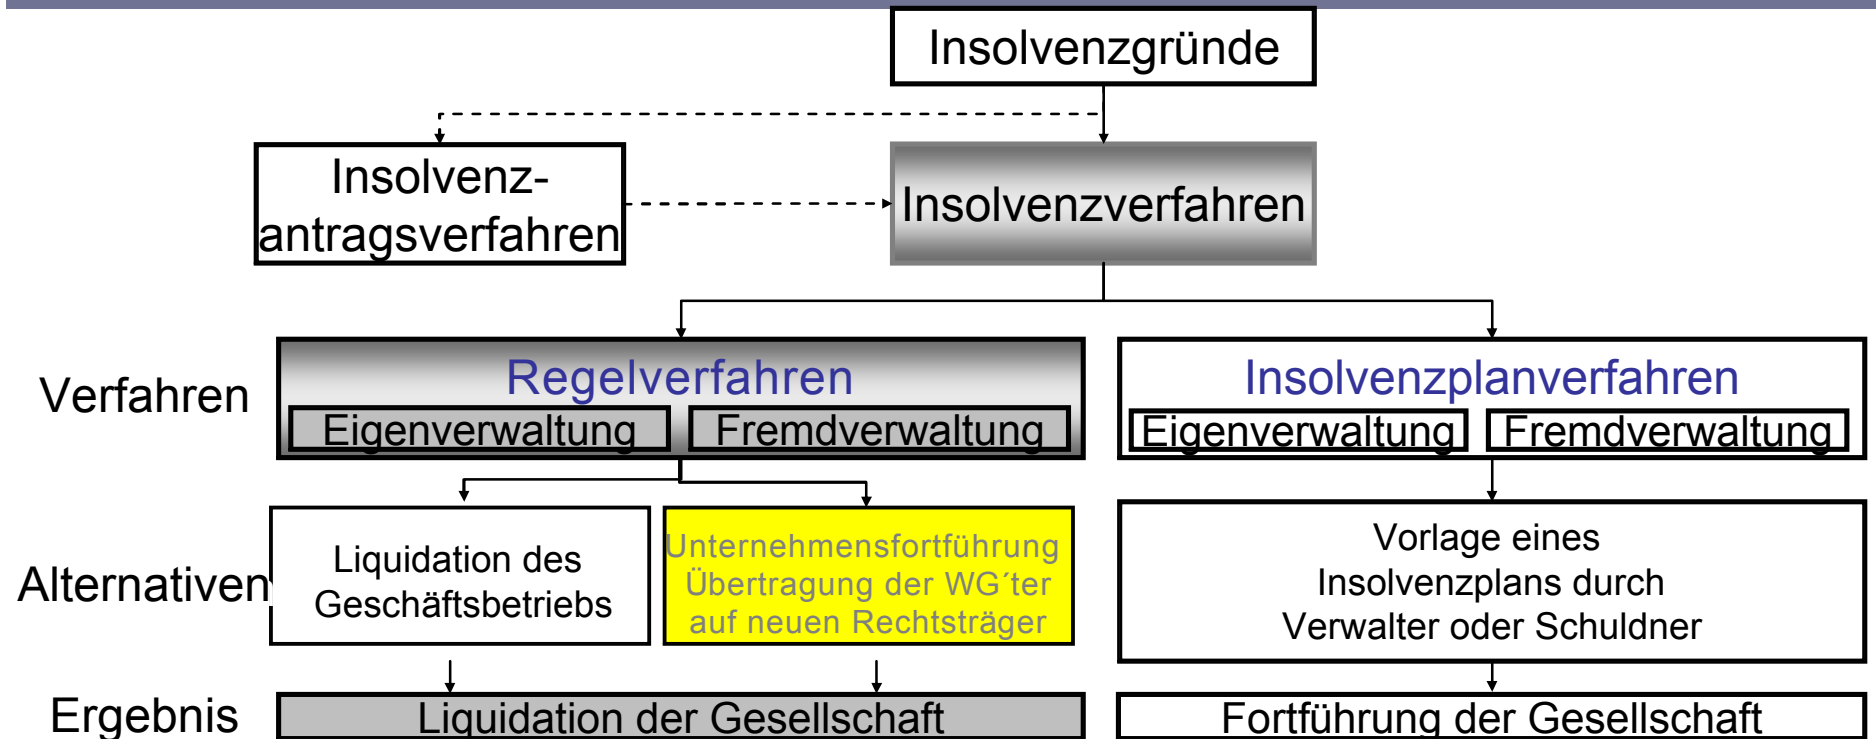 Insolvenzgründe
Insolvenz-
antragsverfahren
Insolvenzverfahren
Verfahren
Regelverfahren
Eigenverwaltung
Fremdverwaltung
Insolvenzplanverfahren
Eigenverwaltung
Fremdverwaltung
Alternativen
Liquidation des
Geschäftsbetriebs
Unternehmensfortführung
Übertragung der WG´ter
auf neuen Rechtsträger
Vorlage eines
Insolvenzplans durch
Verwalter oder Schuldner
Ergebnis
Liquidation der Gesellschaft
Fortführung der Gesellschaft